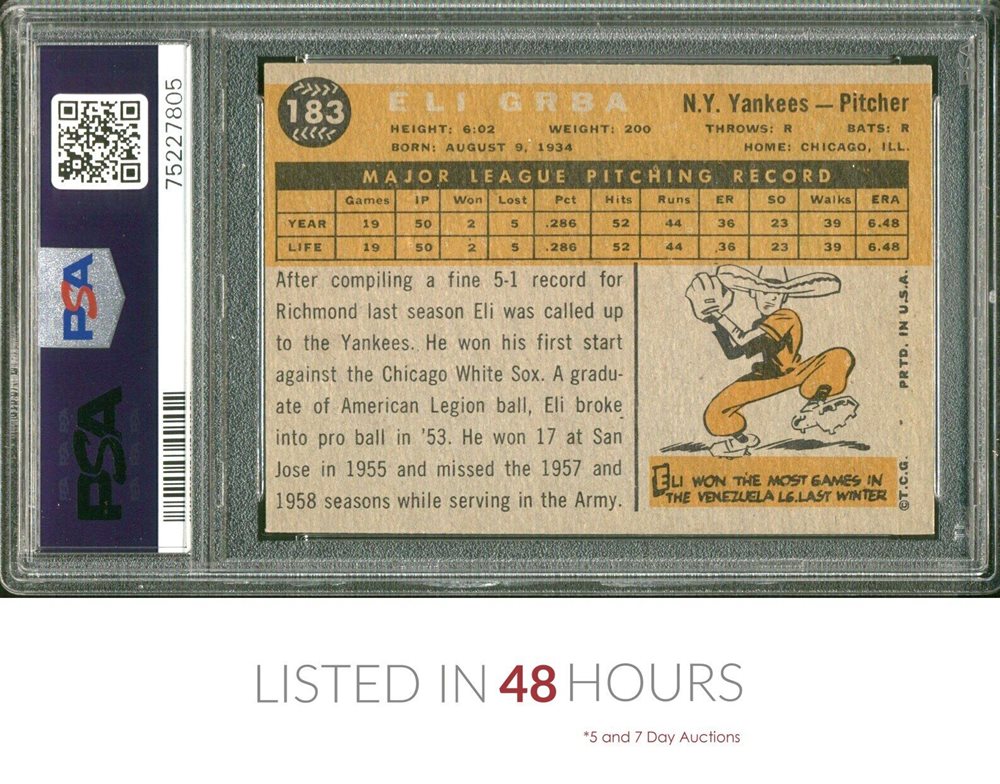 75227805
PSA
PSA
183
ELI GRBA
N.Y. Yankees — Pitcher
HEIGHT: 6:02 WEIGHT: 200 THROWS: R BATS: R
BORN: AUGUST 9, 1934 HOME: CHICAGO, ILL.
MAJOR LEAGUE PITCHING RECORD
Games IP Won Lost Pct Hits Runs ER SO Walks ERA
YEAR 19 50 2 5 .286 52 44 36 23 39 6.48
LIFE 19 50 2 5 .286 52 44 36 23 39 6.48
After compiling a fine 5-1 record for
Richmond last season Eli was called up
to the Yankees. He won his first start
against the Chicago White Sox. A gradu-
ate of American Legion ball, Eli broke
into pro ball in '53. He won 17 at San
Jose in 1955 and missed the 1957 and
1958 seasons while serving in the Army.
ELI WON THE MOST GAMES IN
THE VENEZUELA LG. LAST WINTER
©T.C.G. PRTD. IN U.S.A.
LISTED IN 48 HOURS
*5 and 7 Day Auctions